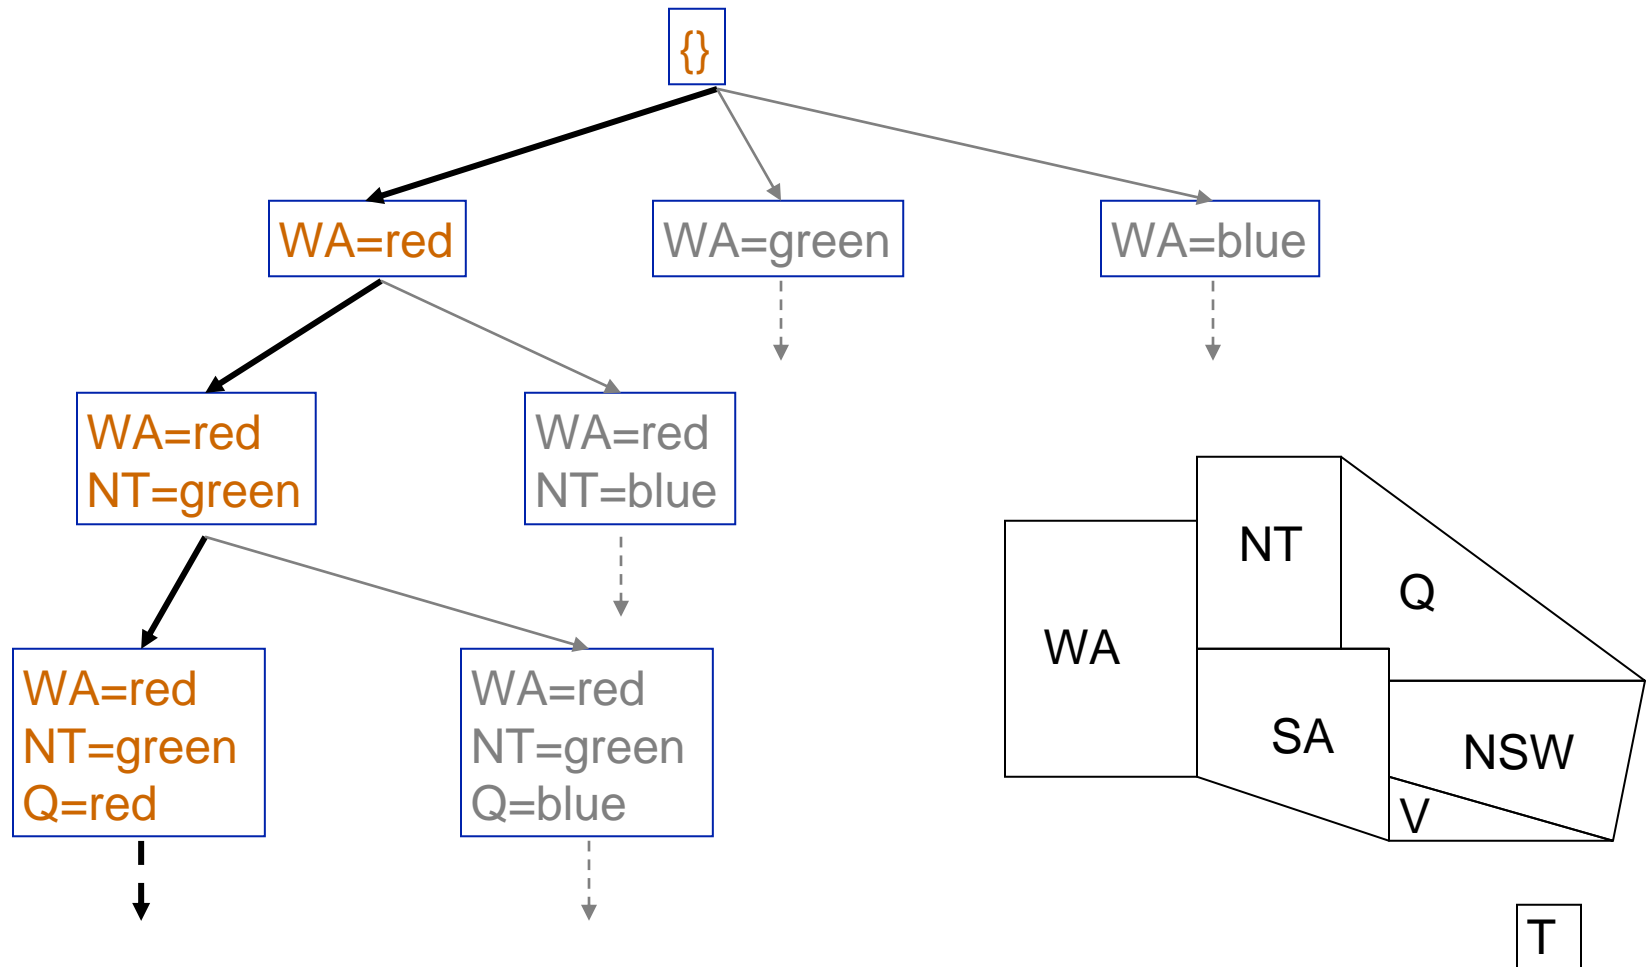 {}
WA=red
WA=green
WA=blue
WA=red
NT=green
WA=red
NT=blue
WA=red
NT=green
Q=red
WA=red
NT=green
Q=blue
NT
Q
WA
SA
NSW
V
T